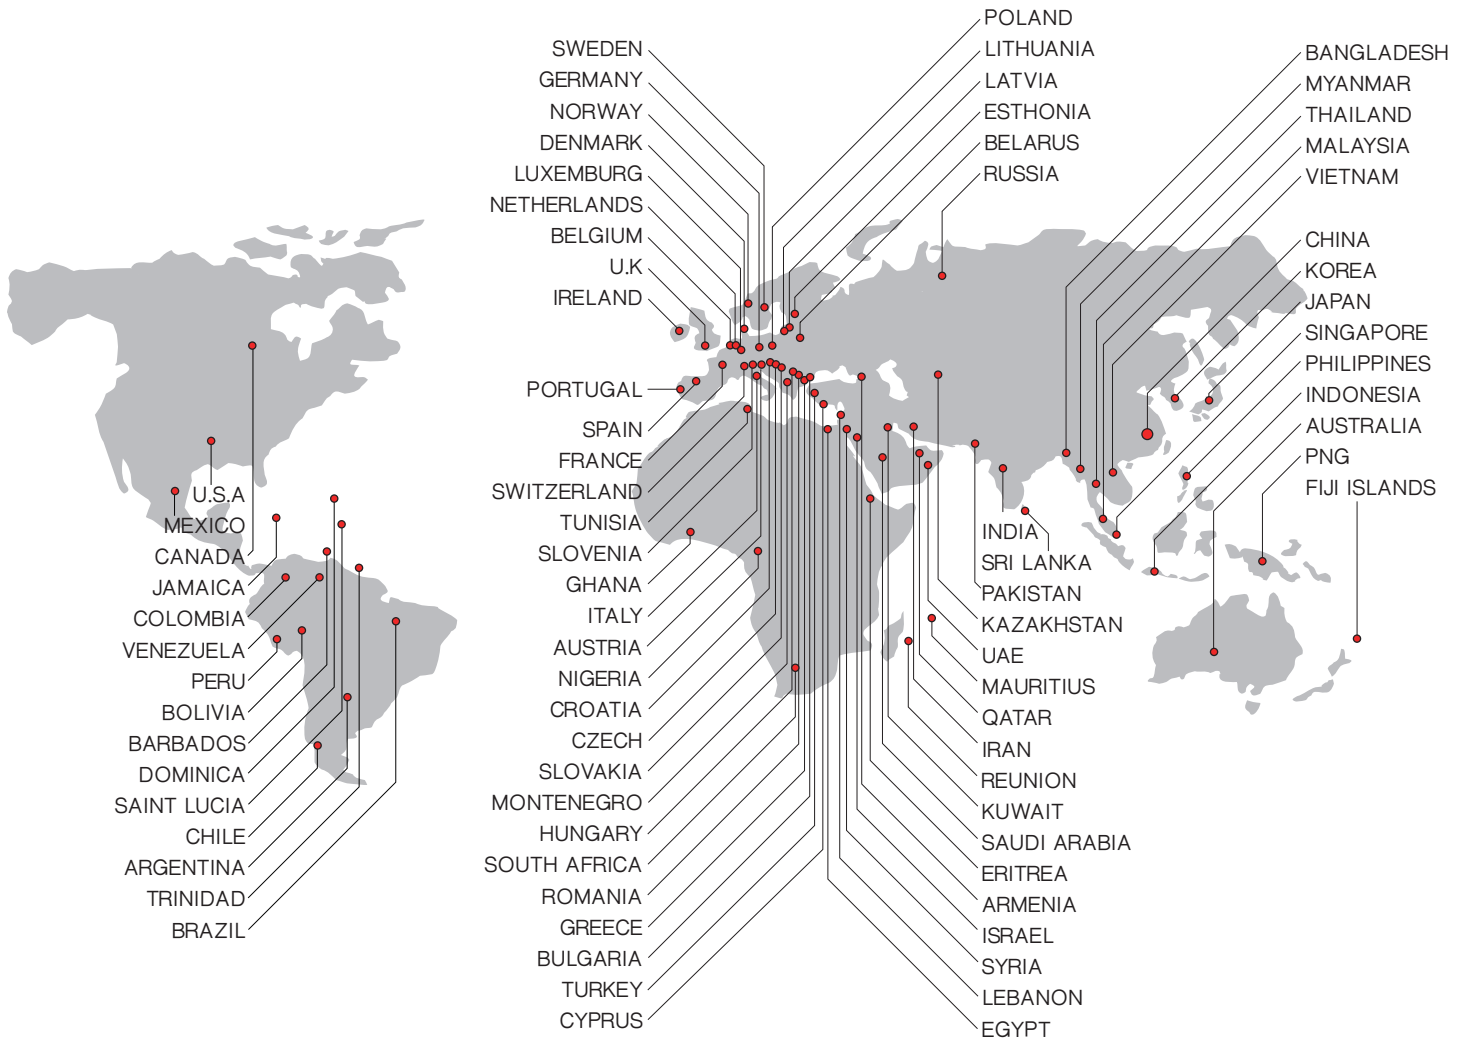 SWEDEN
GERMANY
NORWAY
DENMARK
LUXEMBURG
NETHERLANDS
BELGIUM
U.K
IRELAND
PORTUGAL
SPAIN
FRANCE
SWITZERLAND
TUNISIA
SLOVENIA
GHANA
ITALY
AUSTRIA
NIGERIA
CROATIA
CZECH
SLOVAKIA
MONTENEGRO
HUNGARY
SOUTH AFRICA
ROMANIA
GREECE
BULGARIA
TURKEY
CYPRUS
U.S.A
MEXICO
CANADA
JAMAICA
COLOMBIA
VENEZUELA
PERU
BOLIVIA
BARBADOS
DOMINICA
SAINT LUCIA
CHILE
ARGENTINA
TRINIDAD
BRAZIL
POLAND
LITHUANIA
LATVIA
ESTHONIA
BELARUS
RUSSIA
INDIA
SRI LANKA
PAKISTAN
KAZAKHSTAN
UAE
MAURITIUS
QATAR
IRAN
REUNION
KUWAIT
SAUDI ARABIA
ERITREA
ARMENIA
ISRAEL
SYRIA
LEBANON
EGYPT
BANGLADESH
MYANMAR
THAILAND
MALAYSIA
VIETNAM
CHINA
KOREA
JAPAN
SINGAPORE
PHILIPPINES
INDONESIA
AUSTRALIA
PNG
FIJI ISLANDS